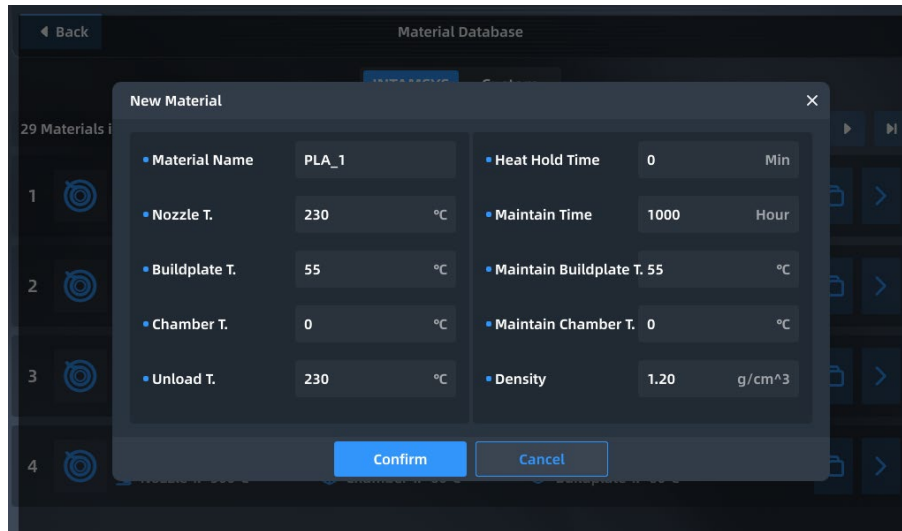 Back
Material Database
29 Materials i
New Material
Material Name PLA_1
Nozzle T. 230 °C
Buildplate T. 55 °C
Chamber T. 0 °C
Unload T. 230 °C
Heat Hold Time 0 Min
Maintain Time 1000 Hour
Maintain Buildplate T. 55 °C
Maintain Chamber T. 0 °C
Density 1.20 g/cm^3
1
2
3
4
Confirm Cancel